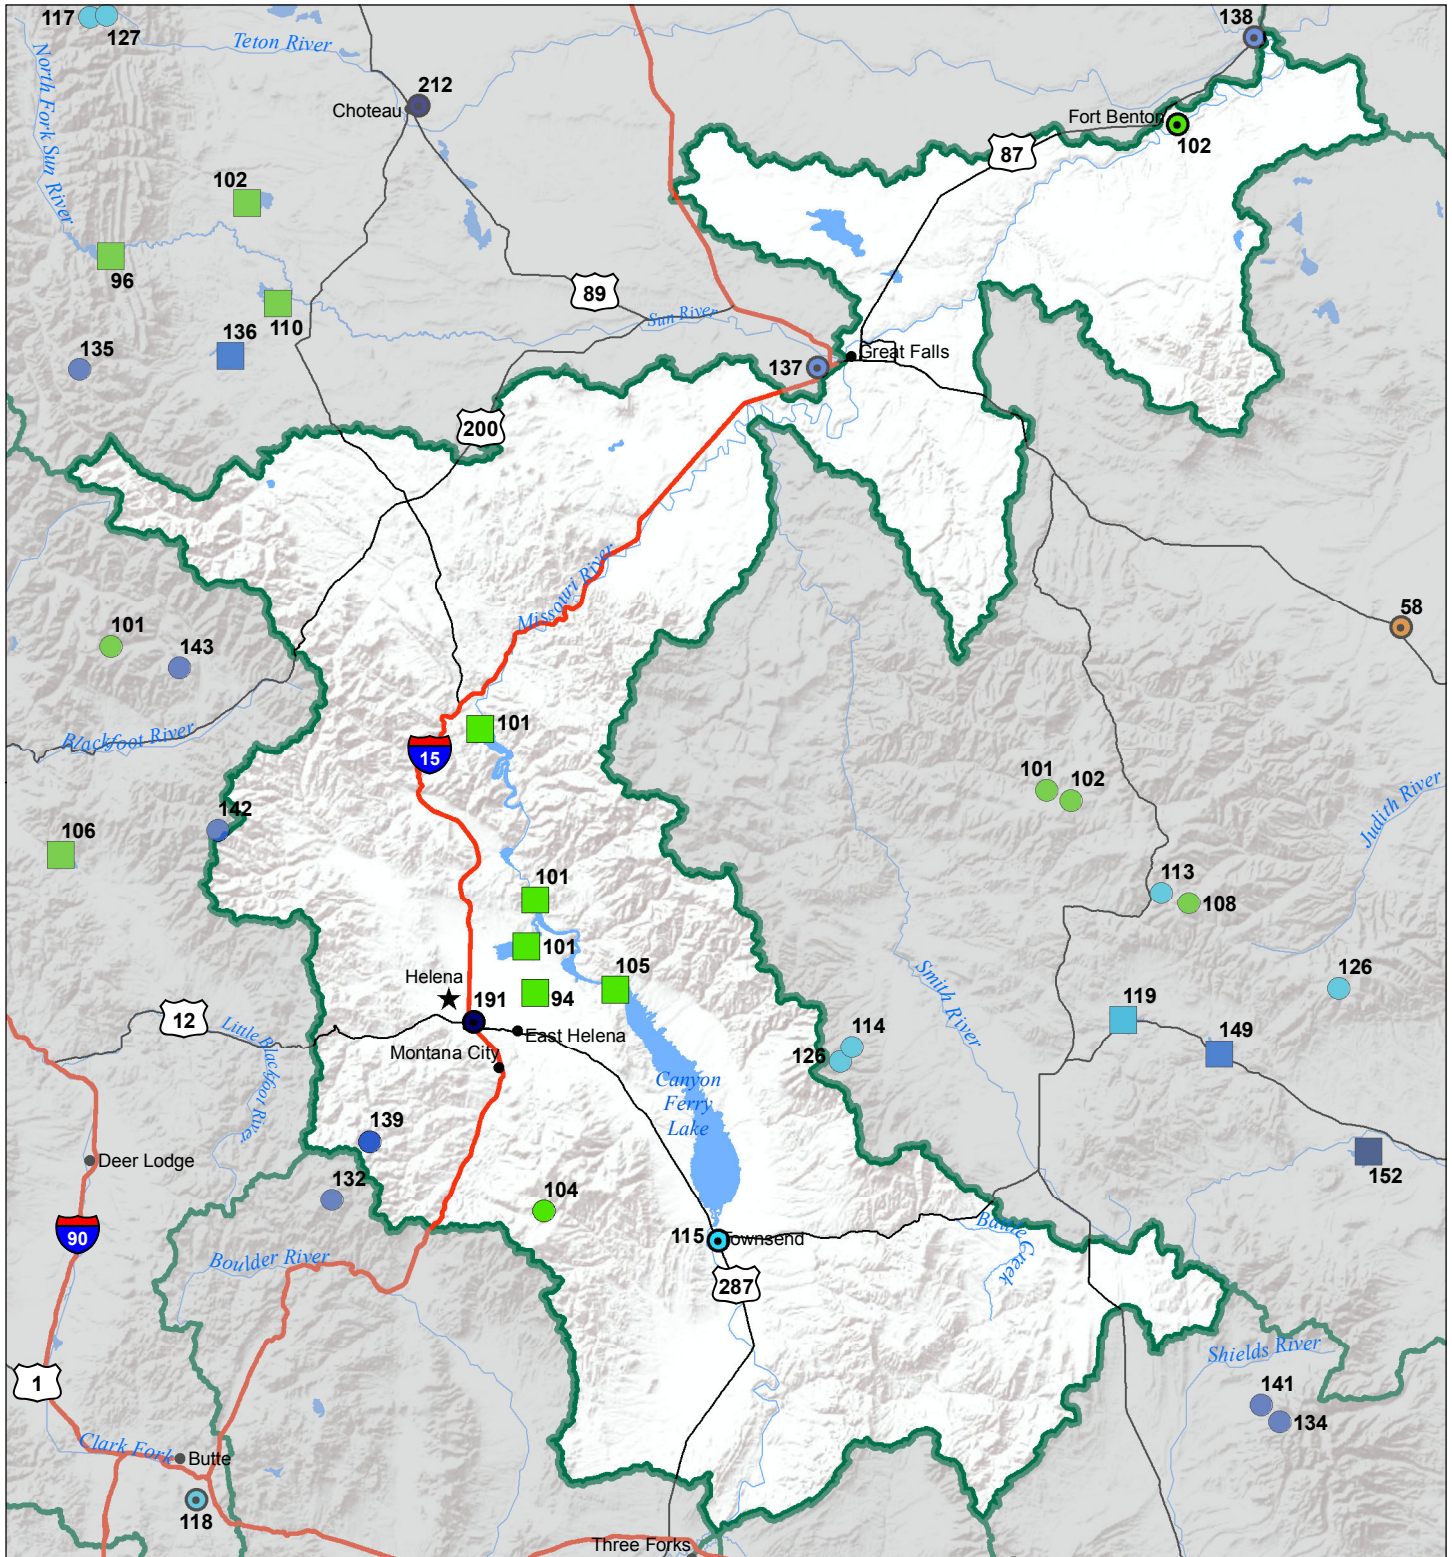 117
127
Teton River
138
212
Choteau
Fort Benton
102
87
North Fork Sun River
102
96
89
110
Sun River
136
135
137
Great Falls
200
Missouri River
58
101
143
Blackfoot River
101
15
101
102
Judith River
142
106
101
113
108
101
Smith River
105
126
Helena
94
191
119
12
Little Blackfoot River
East Helena
114
126
149
Montana City
Canyon
Ferry
Lake
139
Deer Lodge
152
132
104
115
Townsend
Battle Creek
90
Boulder River
287
Shields River
1
141
134
Clark Fork
Butte
118
Three Forks